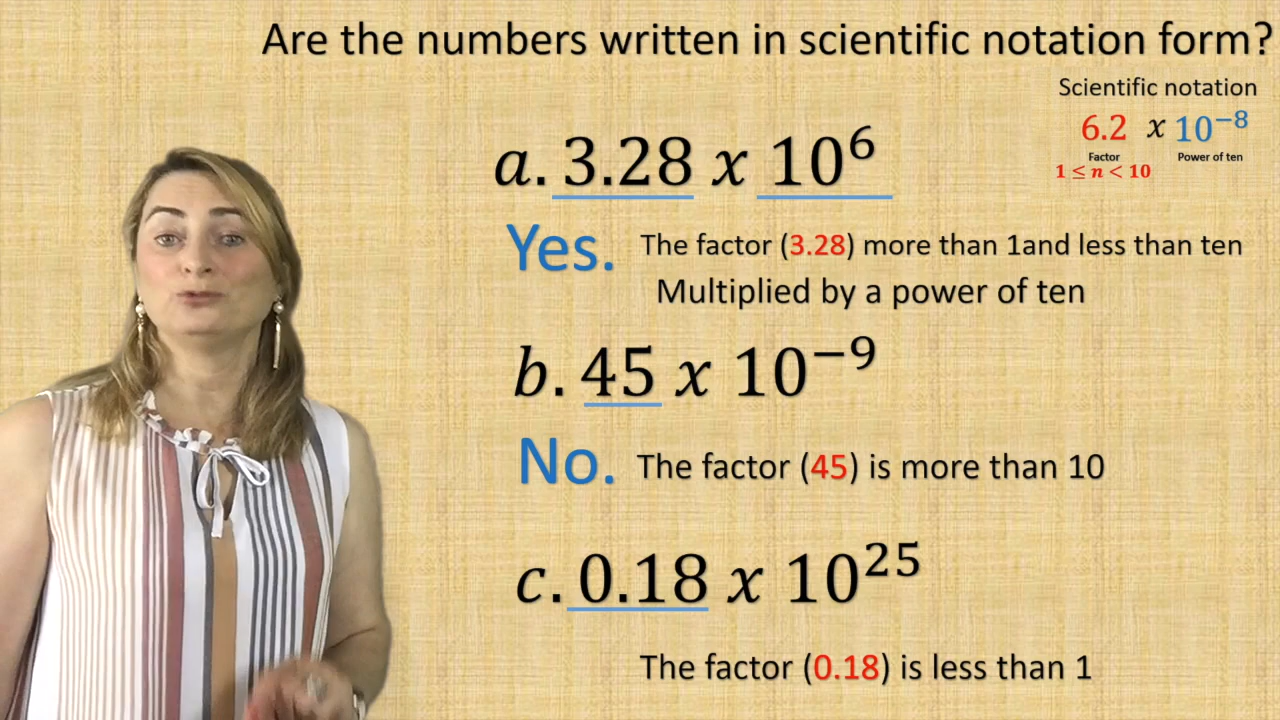 Are the numbers written in scientific notation form?
Scientific notation
6.2 x 10⁻⁸
Factor Power of ten
1 ≤ n < 10
a. 3.28 x 10⁶
Yes. The factor (3.28) more than 1and less than ten
Multiplied by a power of ten
b. 45 x 10⁻⁹
No. The factor (45) is more than 10
c. 0.18 x 10²⁵
The factor (0.18) is less than 1